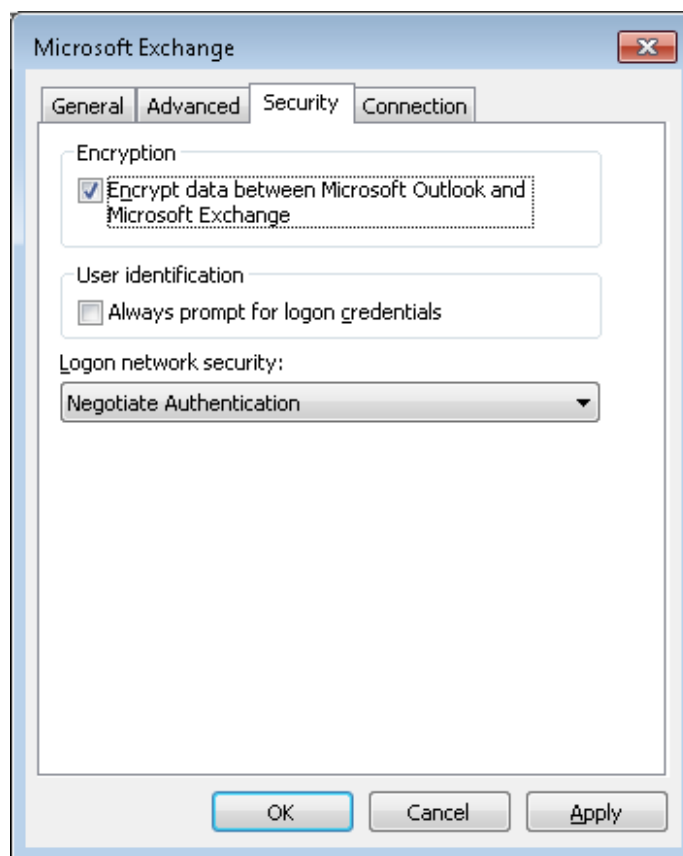 Microsoft Exchange
General Advanced Security Connection
Encryption
Encrypt data between Microsoft Outlook and
Microsoft Exchange
User identification
Always prompt for logon credentials
Logon network security:
Negotiate Authentication
OK Cancel Apply